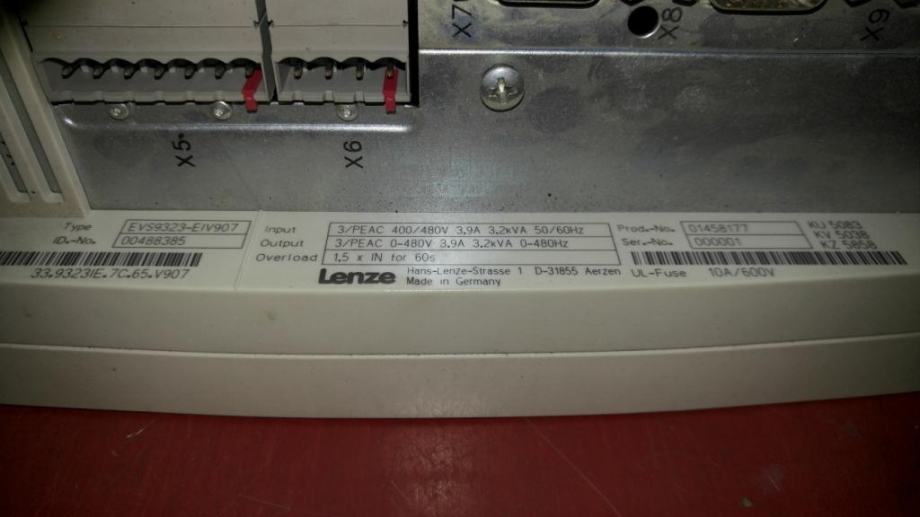 X7
X8
X9
X5
X6
Type EVS9323-EIV907
ID.-No. 00488385
33.9323IE.7C.65.V907
Input 3/PEAC 400/480V 3,9A 3,2kVA 50/60Hz
Output 3/PEAC 0-480V 3,9A 3,2kVA 0-480Hz
Overload 1,5 x IN for 60s
Lenze Hans-Lenze-Strasse 1 D-31855 Aerzen
Made in Germany
Prod.-No. 01458177
Ser.-No. 000001
UL-Fuse 10A/600V
KU 5083
KV 5038
KZ 5858